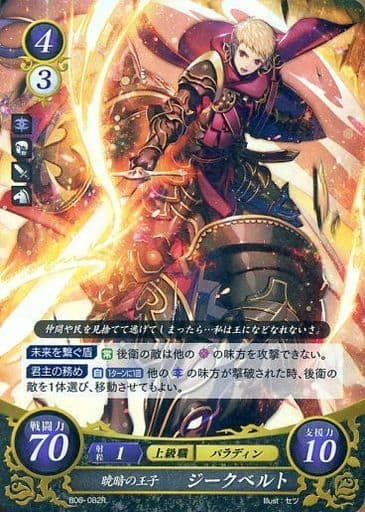 4
3
仲間や民を見捨てて逃げてしまったら…私は王になどなれないさ。
未来を繋ぐ盾 常 後衛の敵は他の の味方を攻撃できない。
君主の務め 自 1ターンに1回 他の の味方が撃破された時、後衛の
敵を1体選び、移動させてもよい。
戦闘力
70
射程
1
上級職
パラディン
支援力
10
暁暗の王子 ジークベルト
B06-082R
Illust：セツ